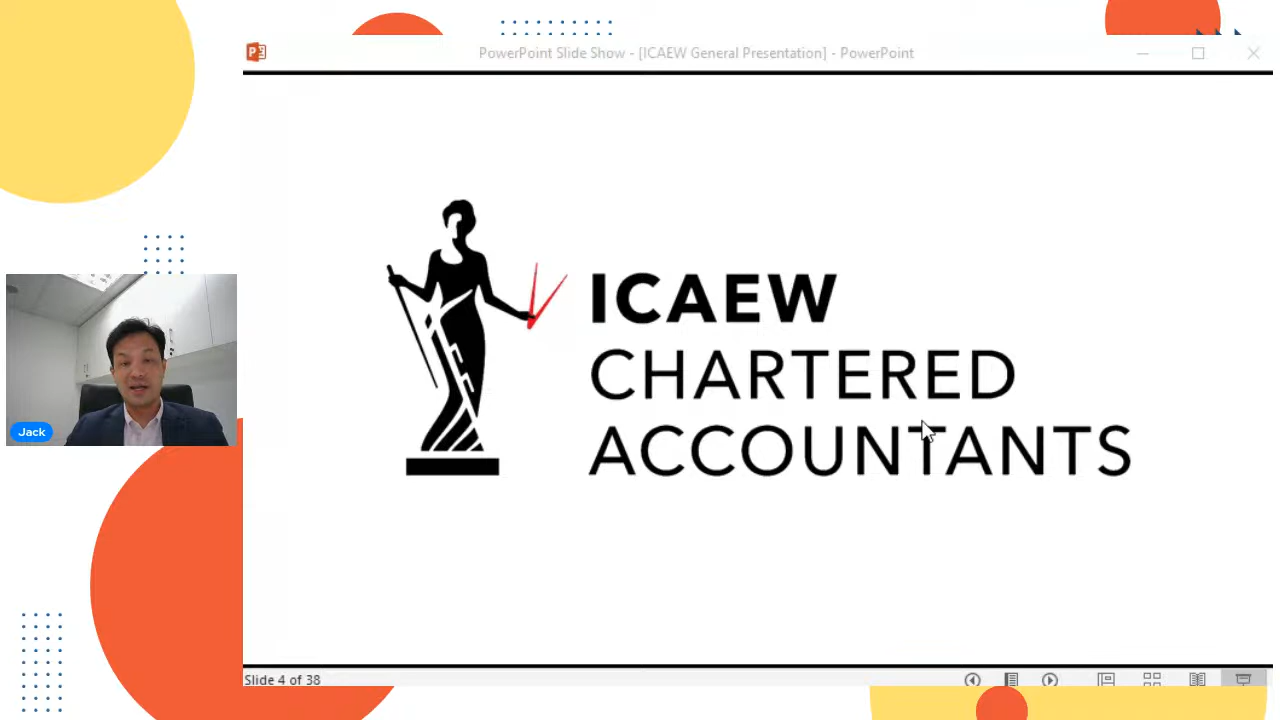 PowerPoint Slide Show - [ICAEW General Presentation] - PowerPoint
ICAEW
CHARTERED
ACCOUNTANTS
Jack
Slide 4 of 38